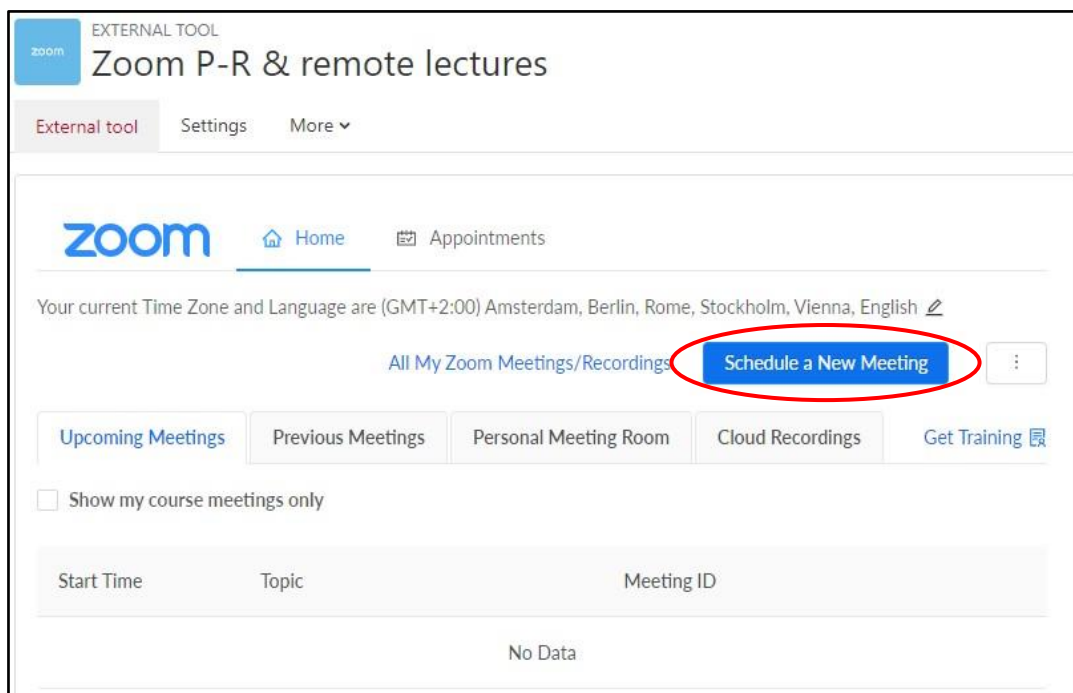 zoom
EXTERNAL TOOL
Zoom P-R & remote lectures
External tool Settings More
zoom Home Appointments
Your current Time Zone and Language are (GMT+2:00) Amsterdam, Berlin, Rome, Stockholm, Vienna, English
All My Zoom Meetings/Recordings Schedule a New Meeting
Upcoming Meetings Previous Meetings Personal Meeting Room Cloud Recordings Get Training
Show my course meetings only
Start Time Topic Meeting ID
No Data